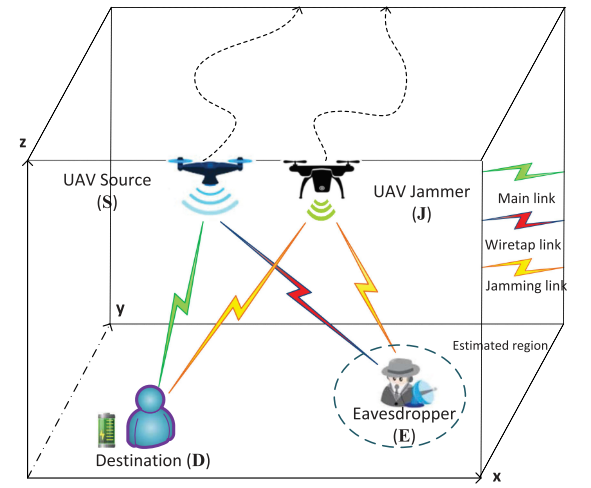 z
UAV Source
(S)
UAV Jammer
(J)
Main link
Wiretap link
Jamming link
y
Estimated region
Eavesdropper
(E)
Destination (D)
x